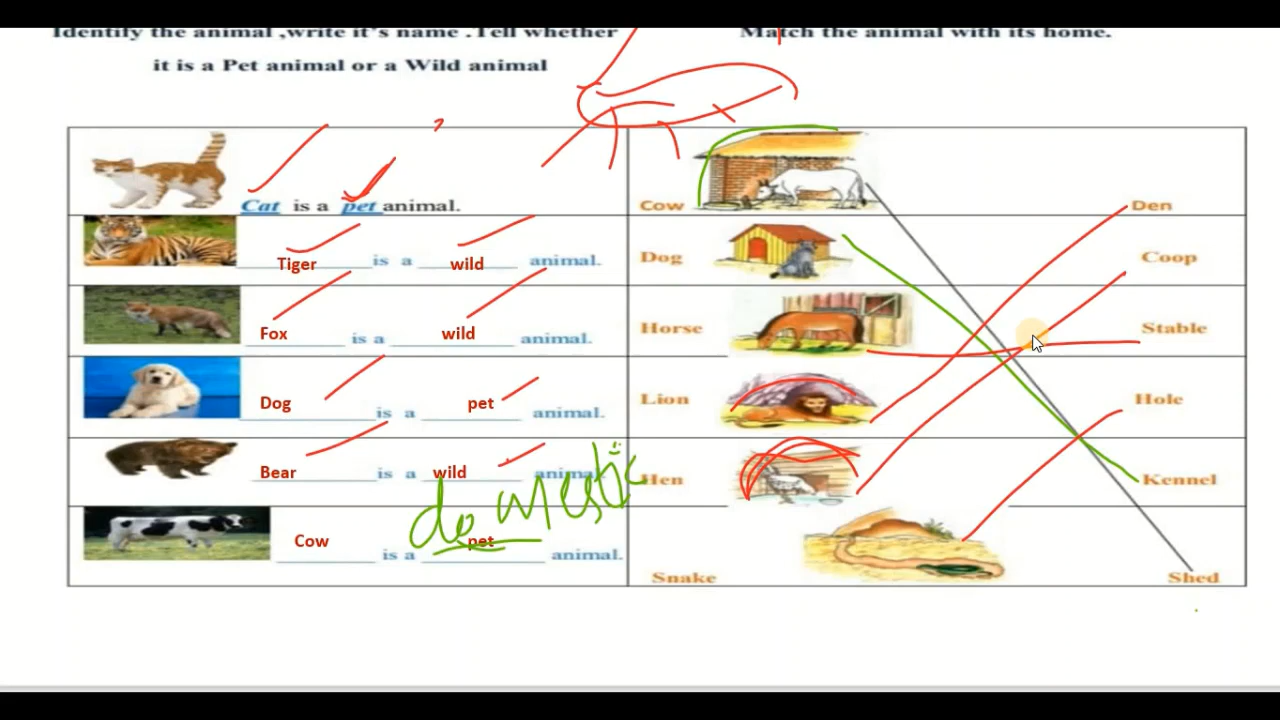 Identify the animal ,write it's name .Tell whether
it is a Pet animal or a Wild animal
Cat is a pet animal.
Tiger is a wild animal.
Fox is a wild animal.
Dog is a pet animal.
Bear is a wild animal.
domestic
Cow is a pet animal.
Match the animal with its home.
Cow Den
Dog Coop
Horse Stable
Lion Hole
Hen Kennel
Snake Shed